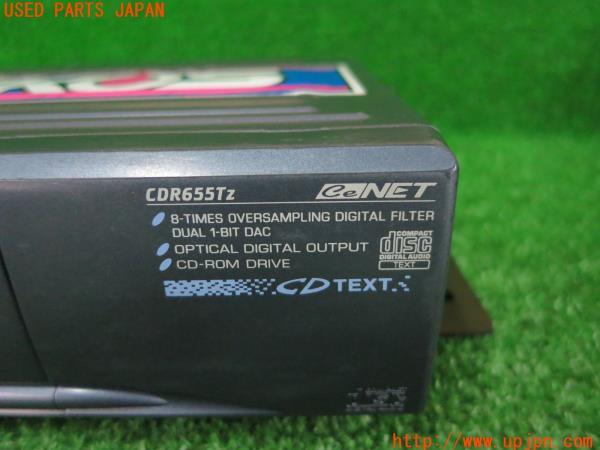 USED PARTS JAPAN
CDR655Tz
CeNET
8-TIMES OVERSAMPLING DIGITAL FILTER
DUAL 1-BIT DAC
OPTICAL DIGITAL OUTPUT
CD-ROM DRIVE
COMPACT
disc
DIGITAL AUDIO
TEXT
CD TEXT
http://www.upjpn.com/